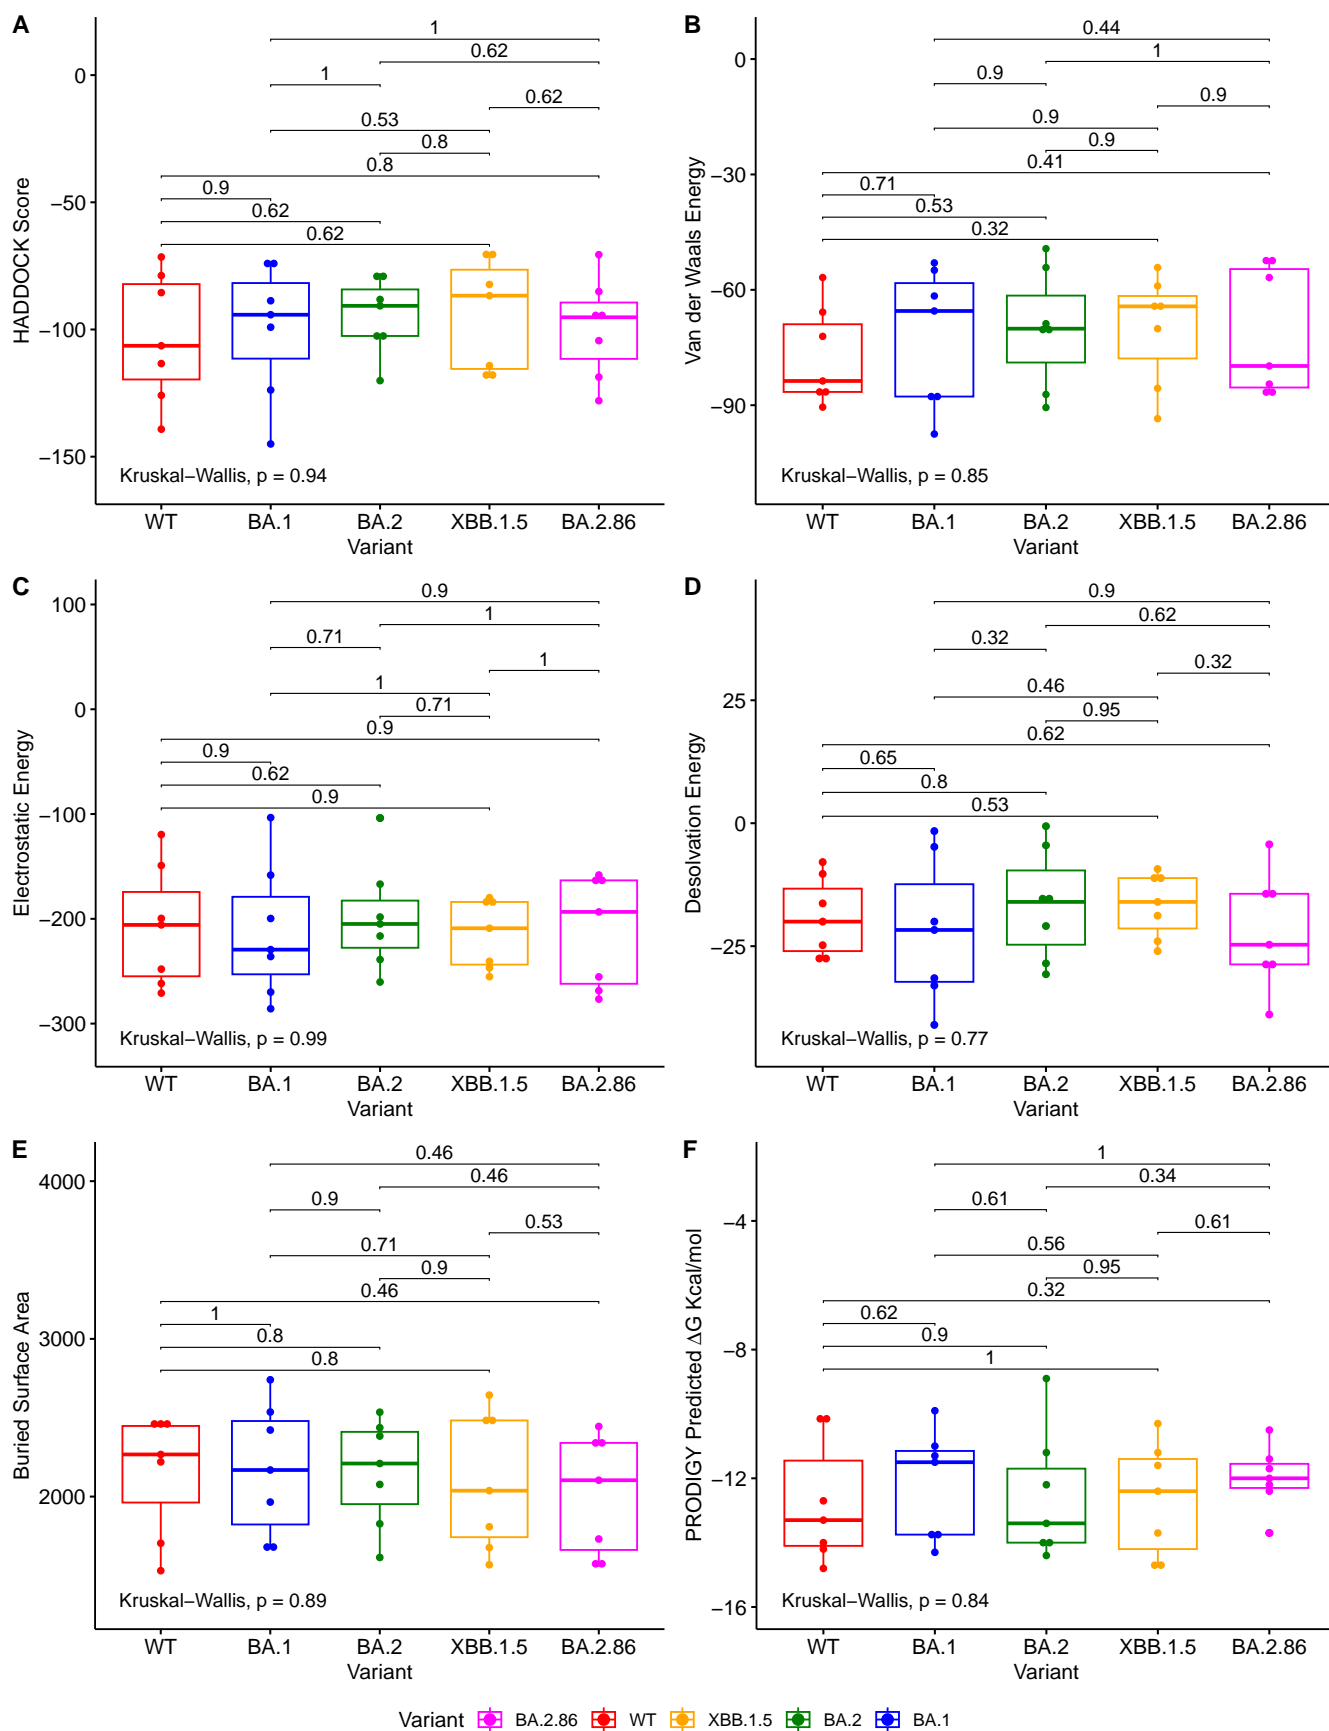 A
HADDOCK Score
0
−50
−100
−150
1
0.62
1
0.62
0.53
0.8
0.8
0.9
0.62
0.62
Kruskal−Wallis, p = 0.94
WT BA.1 BA.2 XBB.1.5 BA.2.86
Variant
B
Van der Waals Energy
0
−30
−60
−90
0.44
1
0.9
0.9
0.9
0.9
0.41
0.71
0.53
0.32
Kruskal−Wallis, p = 0.85
WT BA.1 BA.2 XBB.1.5 BA.2.86
Variant
C
Electrostatic Energy
100
0
−100
−200
−300
0.9
1
0.71
1
1
0.71
0.9
0.9
0.62
0.9
Kruskal−Wallis, p = 0.99
WT BA.1 BA.2 XBB.1.5 BA.2.86
Variant
D
Desolvation Energy
25
0
−25
0.9
0.62
0.32
0.32
0.46
0.95
0.62
0.65
0.8
0.53
Kruskal−Wallis, p = 0.77
WT BA.1 BA.2 XBB.1.5 BA.2.86
Variant
E
Buried Surface Area
4000
3000
2000
0.46
0.46
0.9
0.53
0.71
0.9
0.46
1
0.8
0.8
Kruskal−Wallis, p = 0.89
WT BA.1 BA.2 XBB.1.5 BA.2.86
Variant
F
PRODIGY Predicted ΔG Kcal/mol
−4
−8
−12
−16
1
0.34
0.61
0.61
0.56
0.95
0.32
0.62
0.9
1
Kruskal−Wallis, p = 0.84
WT BA.1 BA.2 XBB.1.5 BA.2.86
Variant
Variant BA.2.86 WT XBB.1.5 BA.2 BA.1